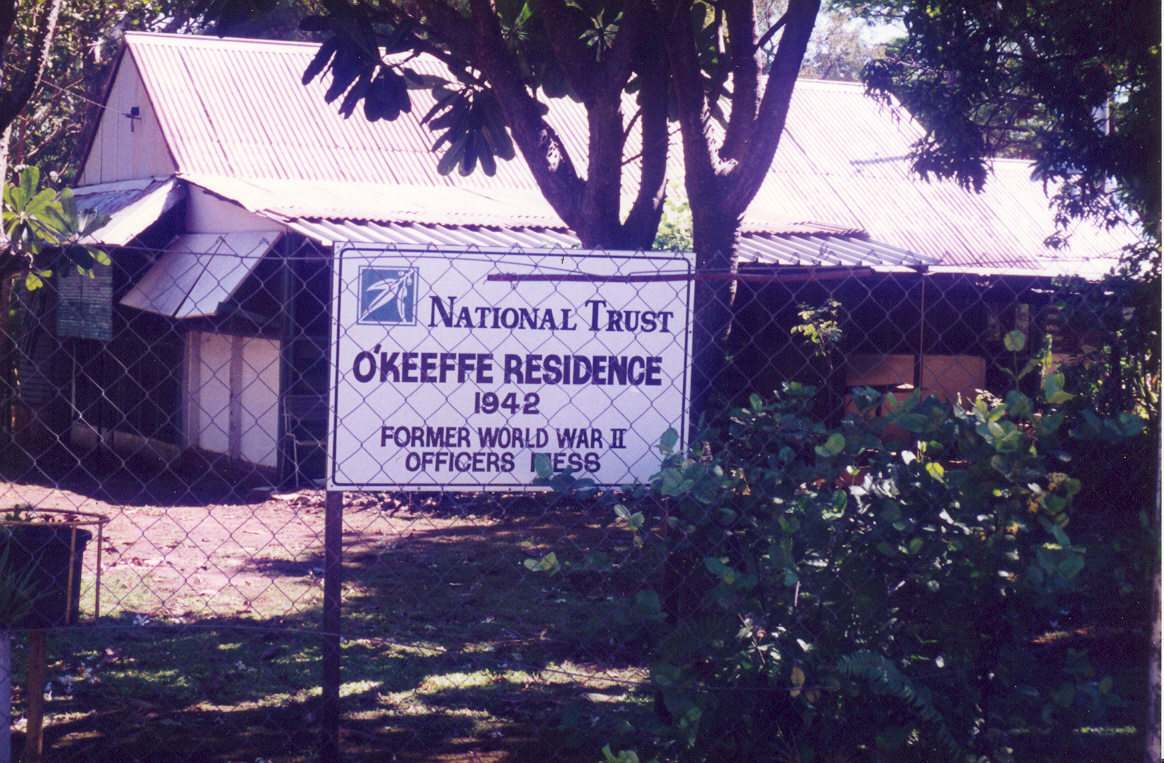 NATIONAL TRUST
O'KEEFFE RESIDENCE
1942
FORMER WORLD WAR II
OFFICERS MESS